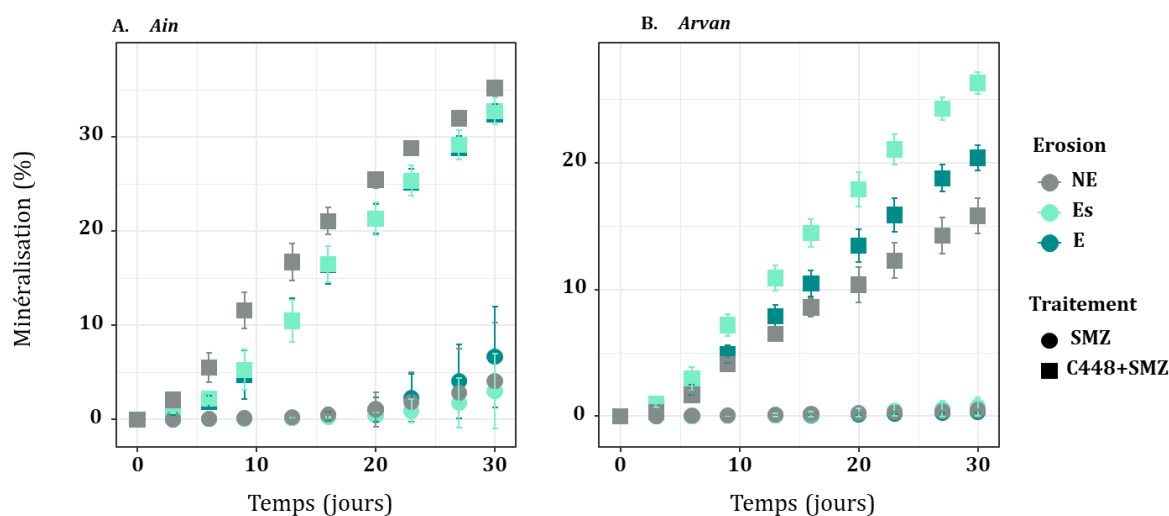 A. Ain
B. Arvan
Minéralisation (%)
30
20
10
0
0 10 20 30
Temps (jours)
20
10
0
0 10 20 30
Temps (jours)
Erosion
NE
Es
E
Traitement
SMZ
C448+SMZ